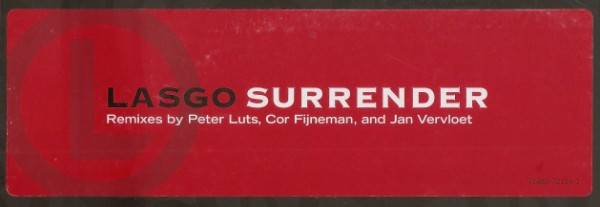 LASGO SURRENDER
Remixes by Peter Luts, Cor Fijneman, and Jan Vervloet